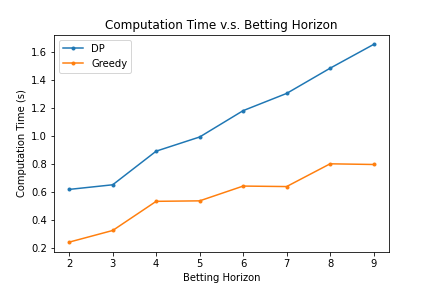 Computation Time v.s. Betting Horizon
DP
Greedy
Computation Time (s)
1.6
1.4
1.2
1.0
0.8
0.6
0.4
0.2
2 3 4 5 6 7 8 9
Betting Horizon